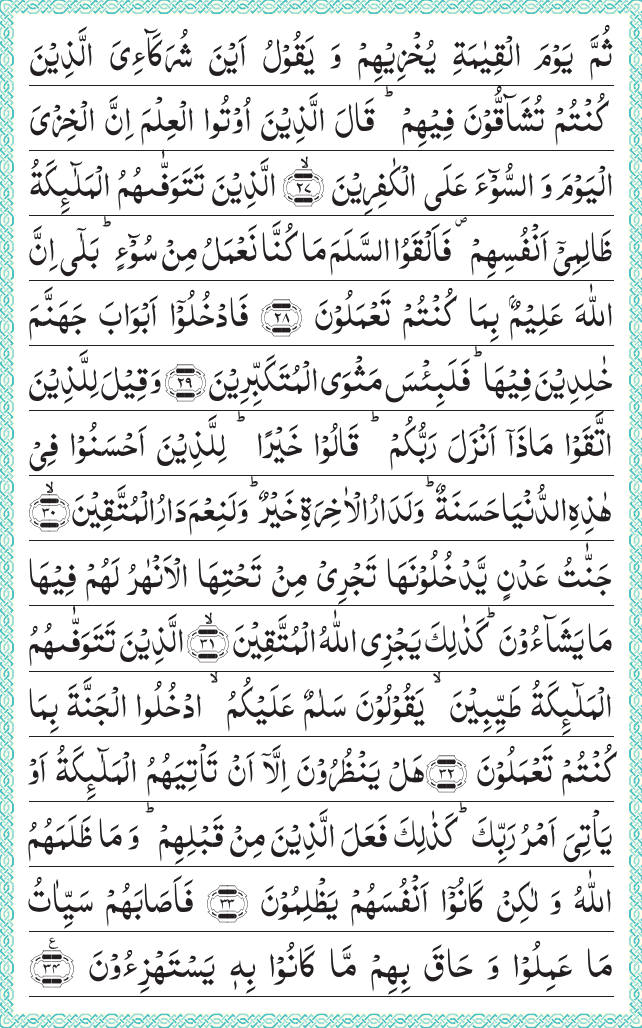 ثُمَّ يَوْمَ الْقِيٰمَةِ يُخْزِيْهِمْ وَ يَقُوْلُ اَيْنَ شُرَكَآءِیَ الَّذِيْنَ
كُنْتُمْ تُشَآقُّوْنَ فِيْهِمْ ؕ قَالَ الَّذِيْنَ اُوْتُوا الْعِلْمَ اِنَّ الْخِزْیَ
الْيَوْمَ وَ السُّوْٓءَ عَلَی الْكٰفِرِيْنَ ۙ‏﴿۲۷﴾ الَّذِيْنَ تَتَوَفّٰىهُمُ الْمَلٰٓئِكَةُ
ظَالِمِیْۤ اَنْفُسِهِمْ ۪ فَاَلْقَوُا السَّلَمَ مَا كُنَّا نَعْمَلُ مِنْ سُوْٓءٍ ؕ بَلٰۤی اِنَّ
اللّٰهَ عَلِيْمٌۢ بِمَا كُنْتُمْ تَعْمَلُوْنَ ﴿۲۸﴾ فَادْخُلُوْۤا اَبْوَابَ جَهَنَّمَ
خٰلِدِيْنَ فِيْهَا ؕ فَلَبِئْسَ مَثْوَی الْمُتَكَبِّرِيْنَ ﴿۲۹﴾ وَ قِيْلَ لِلَّذِيْنَ
اتَّقَوْا مَاذَاۤ اَنْزَلَ رَبُّكُمْ ؕ قَالُوْا خَيْرًا ؕ لِلَّذِيْنَ اَحْسَنُوْا فِیْ
هٰذِهِ الدُّنْيَا حَسَنَةٌ ؕ وَ لَدَارُ الْاٰخِرَةِ خَيْرٌ ؕ وَ لَنِعْمَ دَارُ الْمُتَّقِيْنَ ۙ‏﴿۳۰﴾
جَنّٰتُ عَدْنٍ يَّدْخُلُوْنَهَا تَجْرِیْ مِنْ تَحْتِهَا الْاَنْهٰرُ لَهُمْ فِيْهَا
مَا يَشَآءُوْنَ ؕ كَذٰلِكَ يَجْزِی اللّٰهُ الْمُتَّقِيْنَ ۙ‏﴿۳۱﴾ الَّذِيْنَ تَتَوَفّٰىهُمُ
الْمَلٰٓئِكَةُ طَيِّبِيْنَ ۙ يَقُوْلُوْنَ سَلٰمٌ عَلَيْكُمُ ۙ ادْخُلُوا الْجَنَّةَ بِمَا
كُنْتُمْ تَعْمَلُوْنَ ﴿۳۲﴾ هَلْ يَنْظُرُوْنَ اِلَّاۤ اَنْ تَاْتِيَهُمُ الْمَلٰٓئِكَةُ اَوْ
يَاْتِیَ اَمْرُ رَبِّكَ ؕ كَذٰلِكَ فَعَلَ الَّذِيْنَ مِنْ قَبْلِهِمْ ؕ وَ مَا ظَلَمَهُمُ
اللّٰهُ وَ لٰكِنْ كَانُوْۤا اَنْفُسَهُمْ يَظْلِمُوْنَ ﴿۳۳﴾ فَاَصَابَهُمْ سَيِّاٰتُ
مَا عَمِلُوْا وَ حَاقَ بِهِمْ مَّا كَانُوْا بِهٖ يَسْتَهْزِءُوْنَ ﴿۳۴﴾ ع